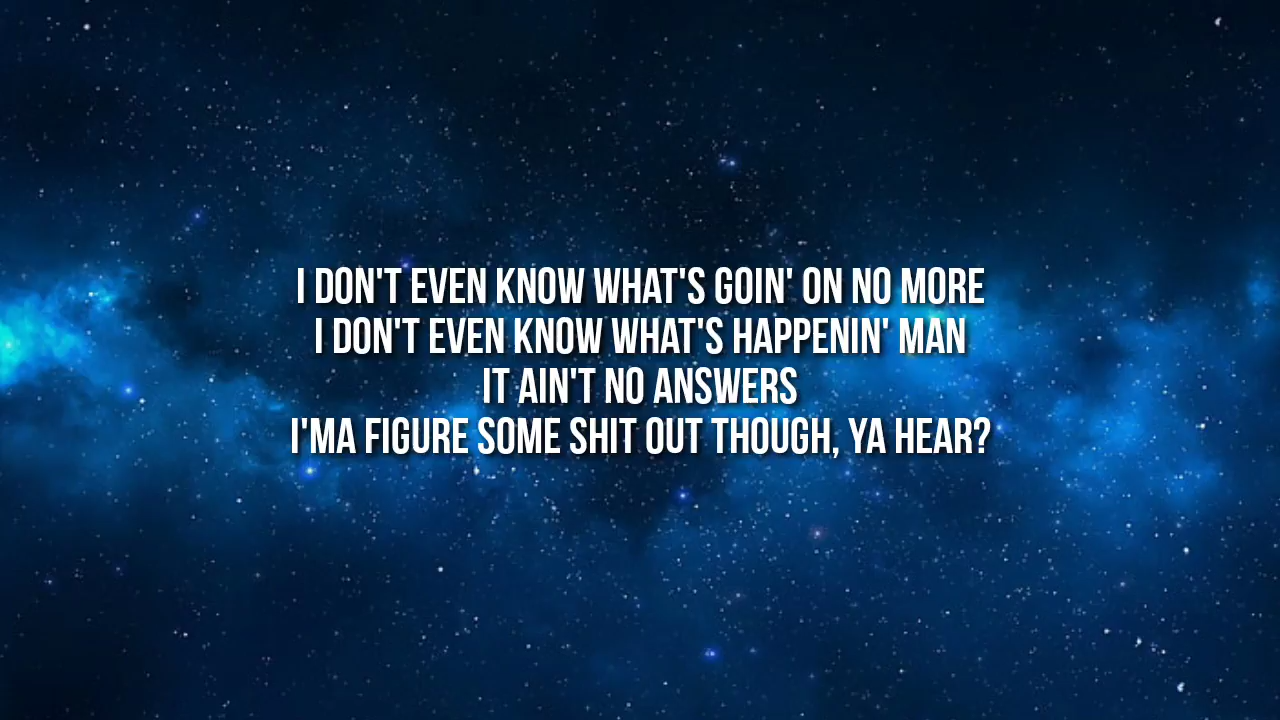 I DON'T EVEN KNOW WHAT'S GOIN' ON NO MORE
I DON'T EVEN KNOW WHAT'S HAPPENIN' MAN
IT AIN'T NO ANSWERS
I'MA FIGURE SOME SHIT OUT THOUGH, YA HEAR?